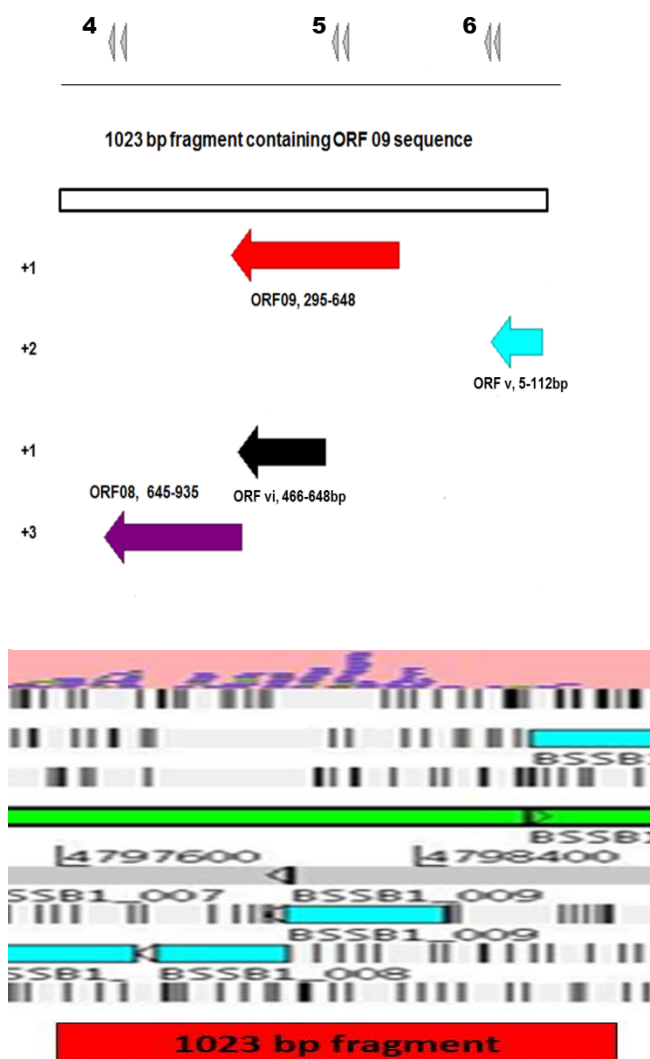 4 5 6
1023 bp fragment containing ORF 09 sequence
+1
ORF09, 295-648
+2
ORF v, 5-112bp
+1
ORF08, 645-935
ORF vi, 466-648bp
+3
BSSB1
BSSB1
4797600 4798400
SSB1_007 BSSB1_009
BSSB1_009
SSB1_ BSSB1_008
1023 bp fragment